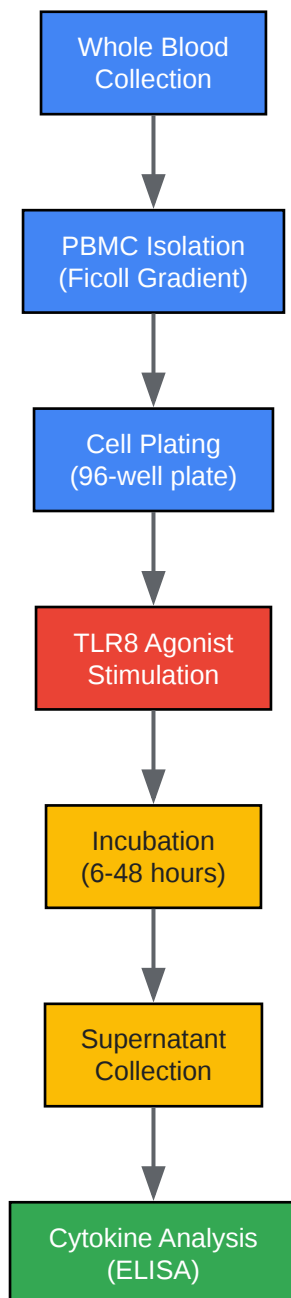 Whole Blood
Collection
PBMC Isolation
(Ficoll Gradient)
Cell Plating
(96-well plate)
TLR8 Agonist
Stimulation
Incubation
(6-48 hours)
Supernatant
Collection
Cytokine Analysis
(ELISA)